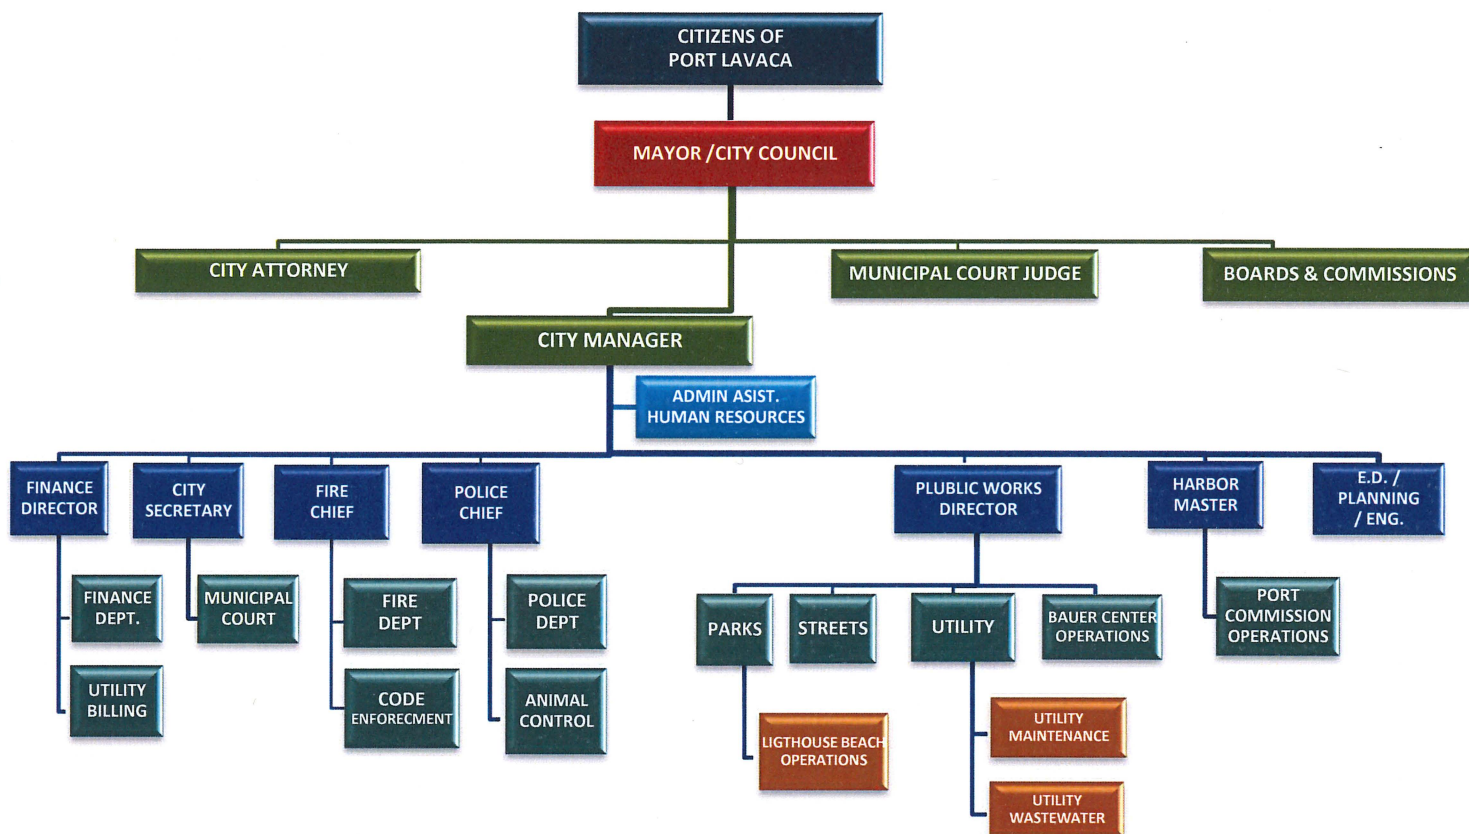 CITIZENS OF
PORT LAVACA
MAYOR /CITY COUNCIL
CITY ATTORNEY
MUNICIPAL COURT JUDGE
BOARDS & COMMISSIONS
CITY MANAGER
ADMIN ASIST.
HUMAN RESOURCES
FINANCE
DIRECTOR
CITY
SECRETARY
FIRE
CHIEF
POLICE
CHIEF
PLUBLIC WORKS
DIRECTOR
HARBOR
MASTER
E.D. /
PLANNING
/ ENG.
FINANCE
DEPT.
MUNICIPAL
COURT
FIRE
DEPT
POLICE
DEPT
PARKS
STREETS
UTILITY
BAUER CENTER
OPERATIONS
PORT
COMMISSION
OPERATIONS
UTILITY
BILLING
CODE
ENFORECMENT
ANIMAL
CONTROL
LIGTHOUSE BEACH
OPERATIONS
UTILITY
MAINTENANCE
UTILITY
WASTEWATER